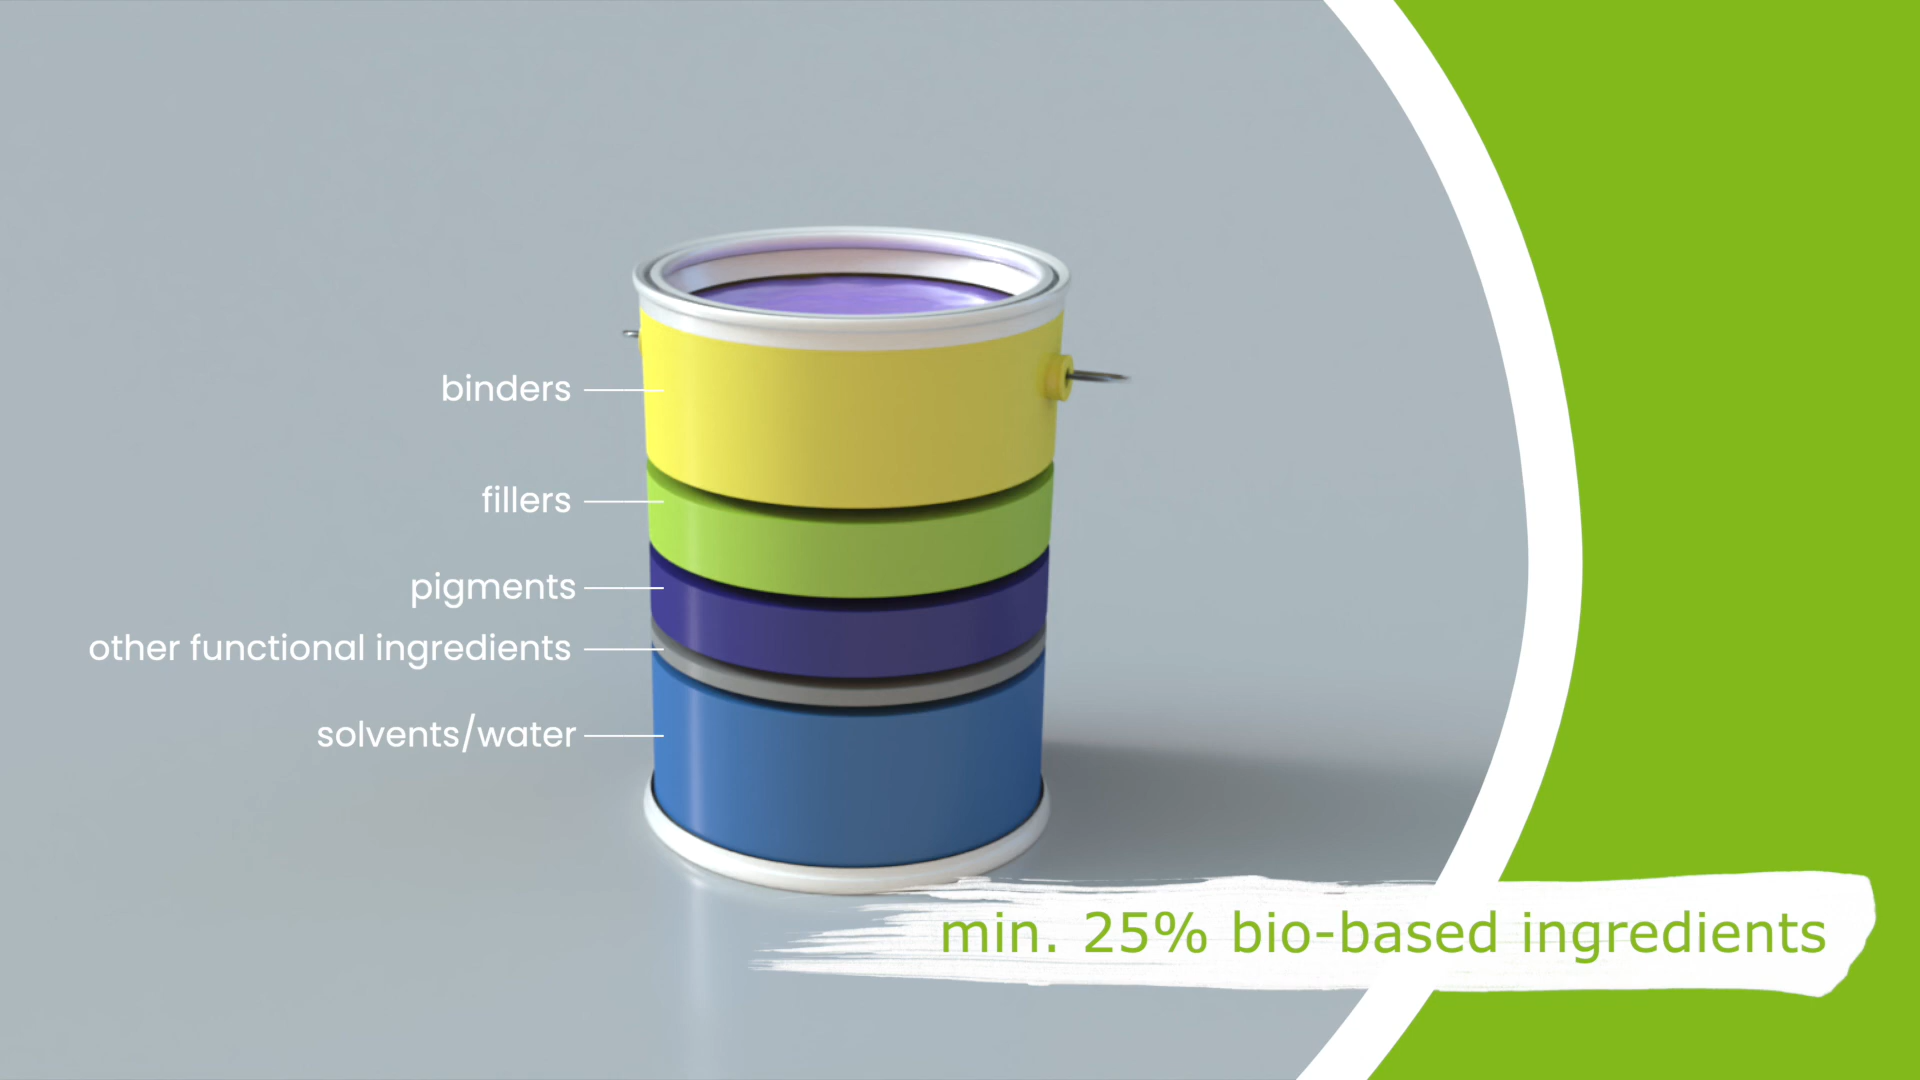 binders
fillers
pigments
other functional ingredients
solvents/water
min. 25% bio-based ingredients